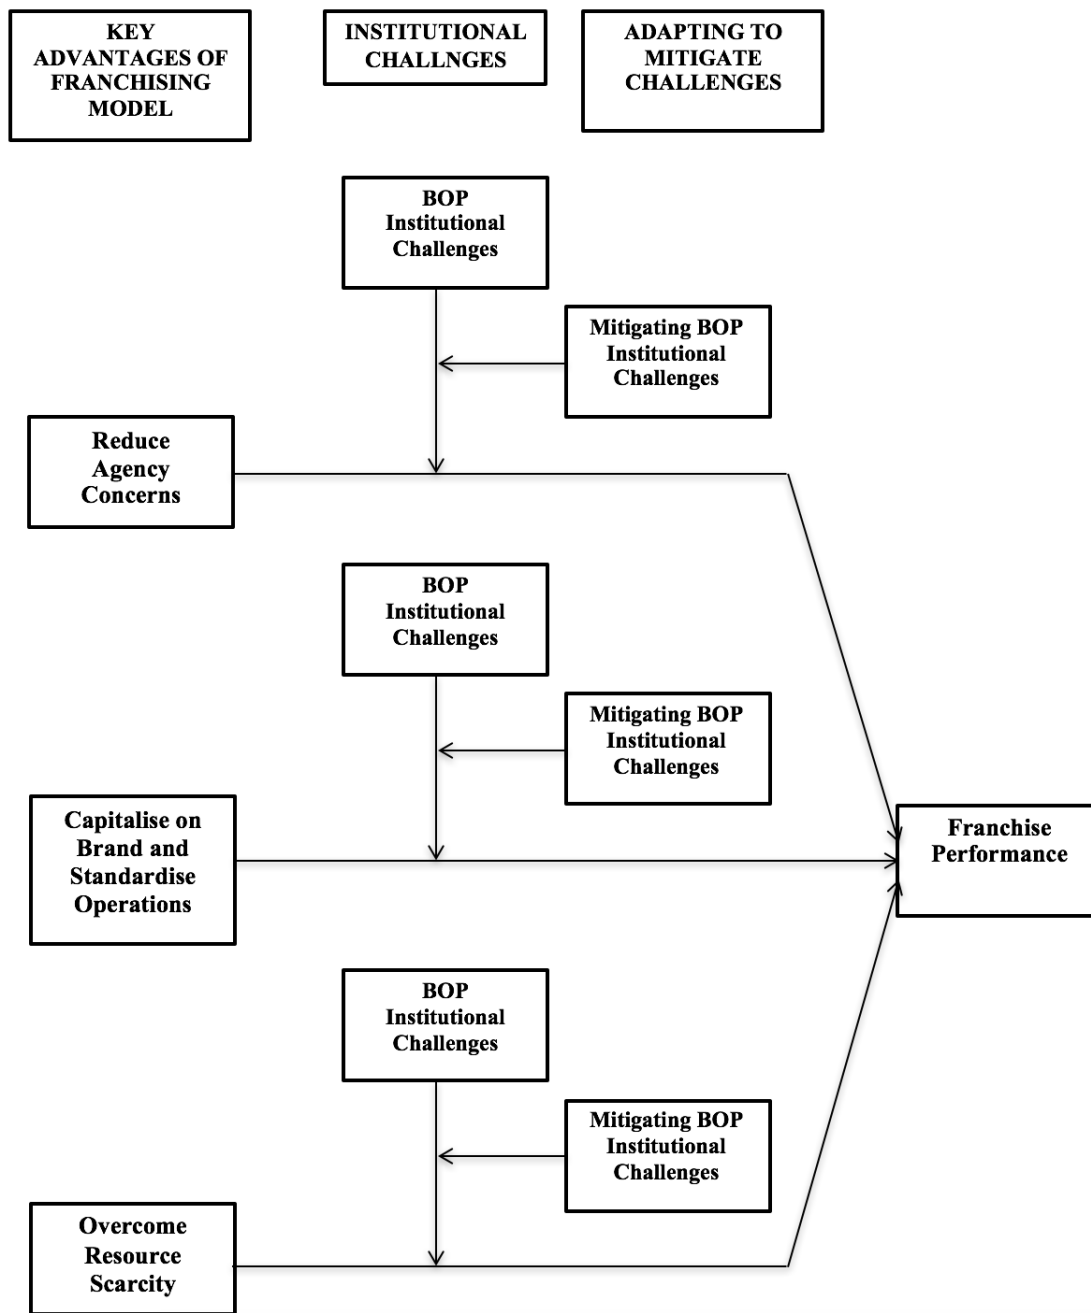 KEY
ADVANTAGES OF
FRANCHISING
MODEL
INSTITUTIONAL
CHALLNGES
ADAPTING TO
MITIGATE
CHALLENGES
BOP
Institutional
Challenges
Mitigating BOP
Institutional
Challenges
Reduce
Agency
Concerns
BOP
Institutional
Challenges
Mitigating BOP
Institutional
Challenges
Capitalise on
Brand and
Standardise
Operations
Franchise
Performance
BOP
Institutional
Challenges
Mitigating BOP
Institutional
Challenges
Overcome
Resource
Scarcity